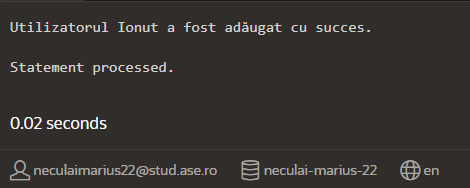 Utilizatorul Ionut a fost adăugat cu succes.
Statement processed.
0.02 seconds
neculaimarius22@stud.ase.ro neculai-marius-22 en